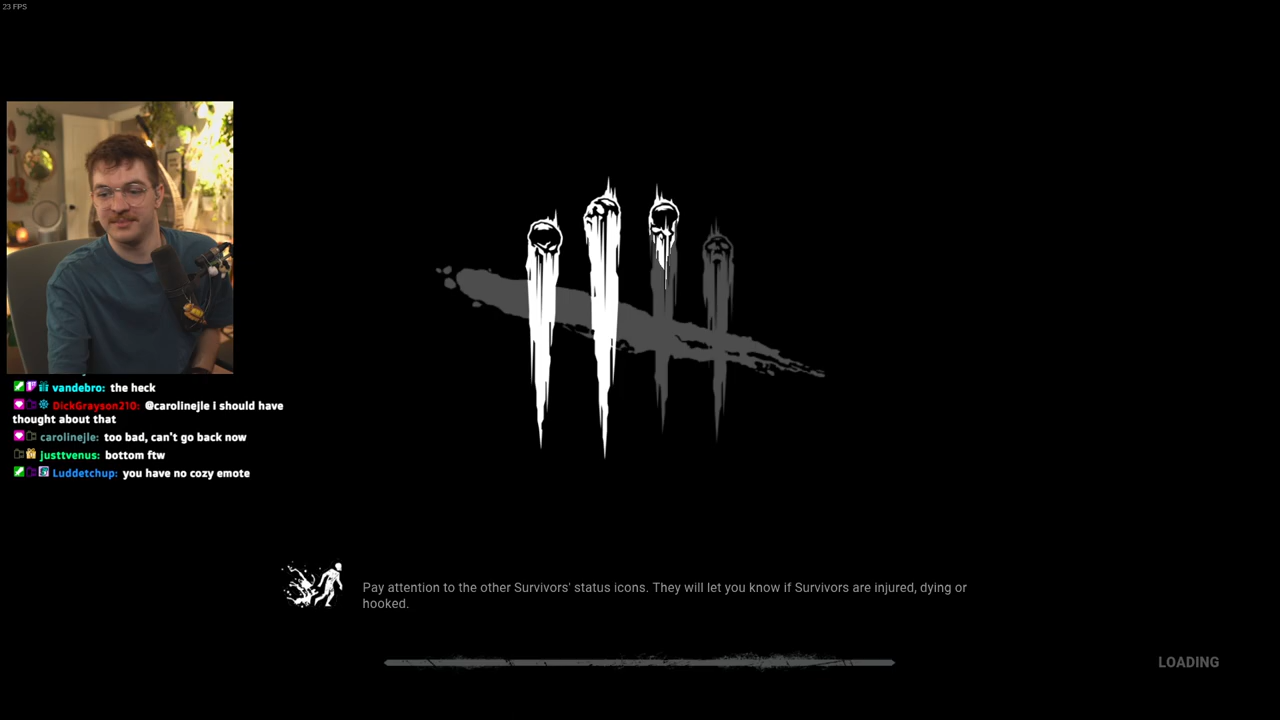 23 FPS
vandebro: the heck
DickGrayson210: @carolinejle i should have
thought about that
carolinejle: too bad, can't go back now
justtvenus: bottom ftw
Luddetchup: you have no cozy emote
Pay attention to the other Survivors' status icons. They will let you know if Survivors are injured, dying or
hooked.
LOADING